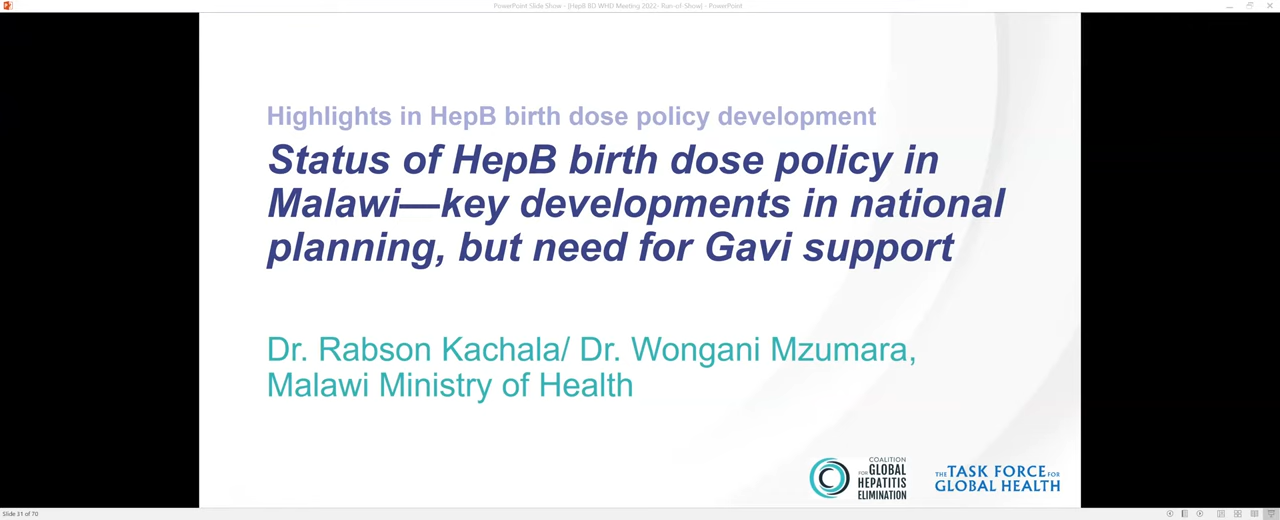 PowerPoint Slide Show - [HepB BD WHD Meeting 2022- Ran-of-Show] - PowerPoint
Highlights in HepB birth dose policy development
Status of HepB birth dose policy in
Malawi—key developments in national
planning, but need for Gavi support
Dr. Rabson Kachala/ Dr. Wongani Mzumara,
Malawi Ministry of Health
COALITION
FOR GLOBAL
HEPATITIS
ELIMINATION
THE TASK FORCE FOR
GLOBAL HEALTH
Slide 31 of 70